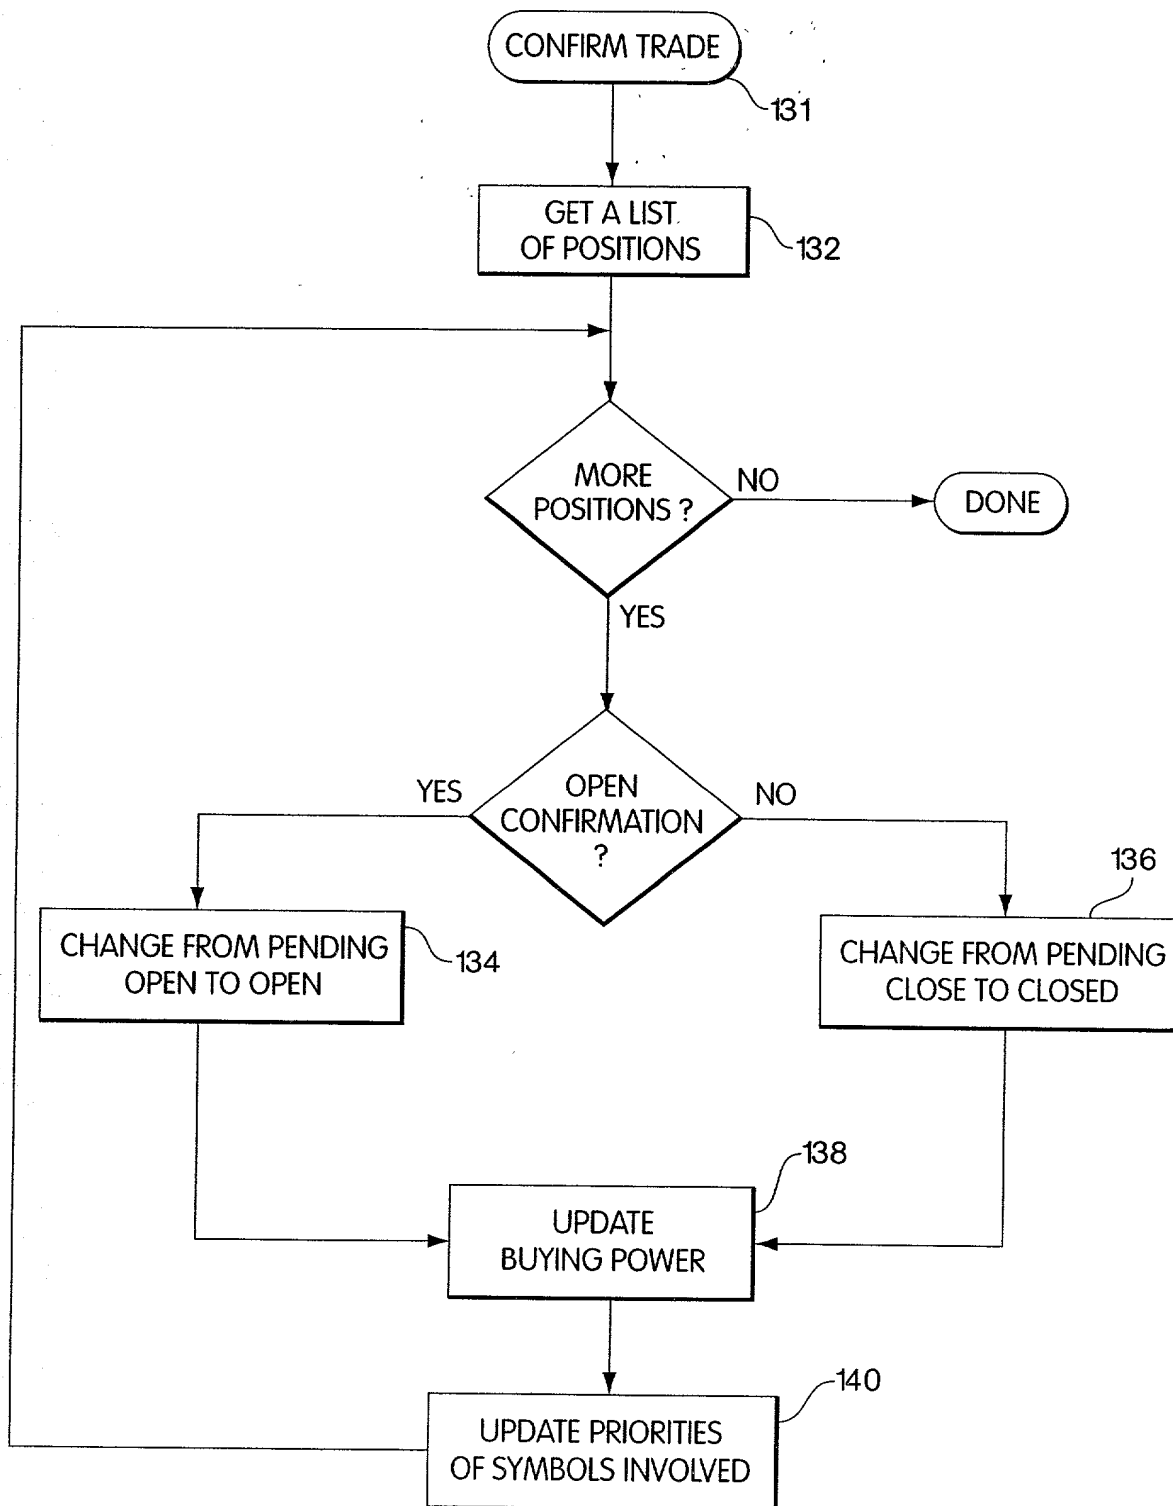 CONFIRM TRADE
131
GET A LIST
OF POSITIONS
132
MORE
POSITIONS ?
NO
DONE
YES
OPEN
CONFIRMATION
?
YES
NO
136
CHANGE FROM PENDING
OPEN TO OPEN
134
CHANGE FROM PENDING
CLOSE TO CLOSED
138
UPDATE
BUYING POWER
140
UPDATE PRIORITIES
OF SYMBOLS INVOLVED